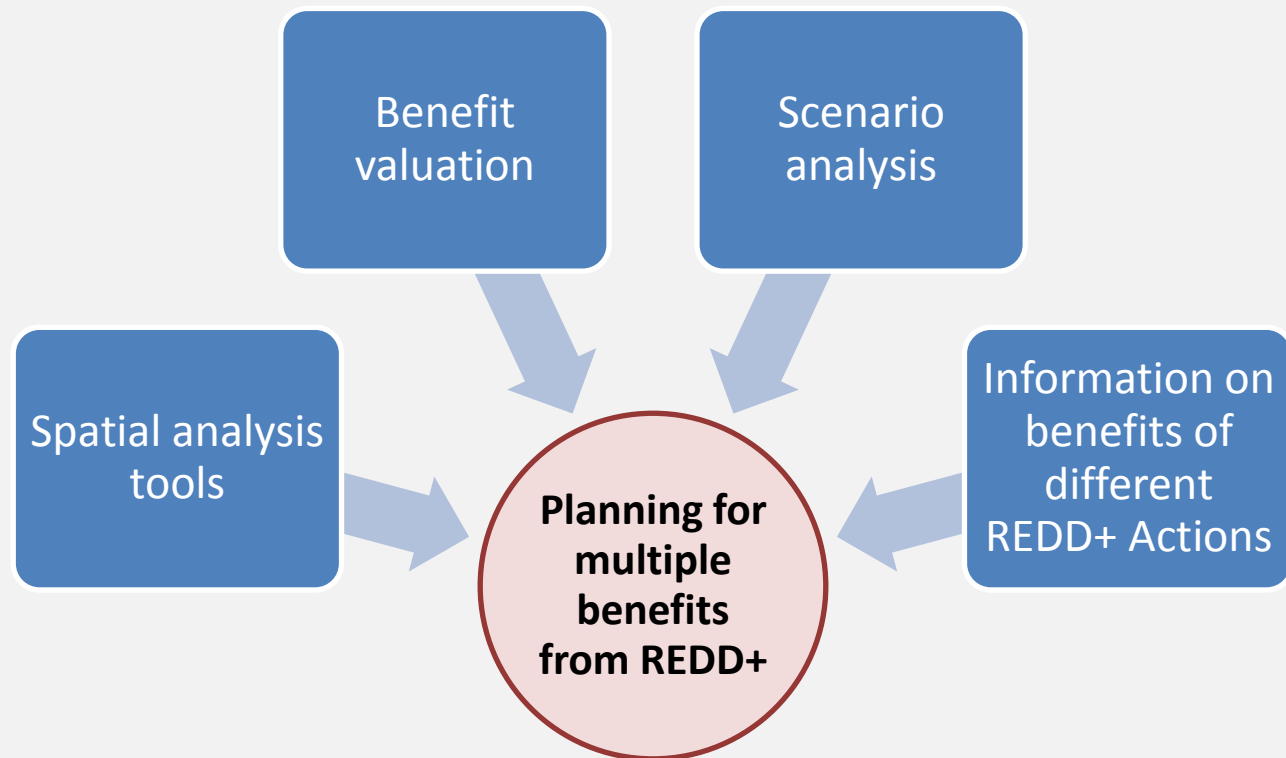 Benefit
valuation
Scenario
analysis
Spatial analysis
tools
Information on
benefits of
different
REDD+ Actions
Planning for
multiple
benefits
from REDD+